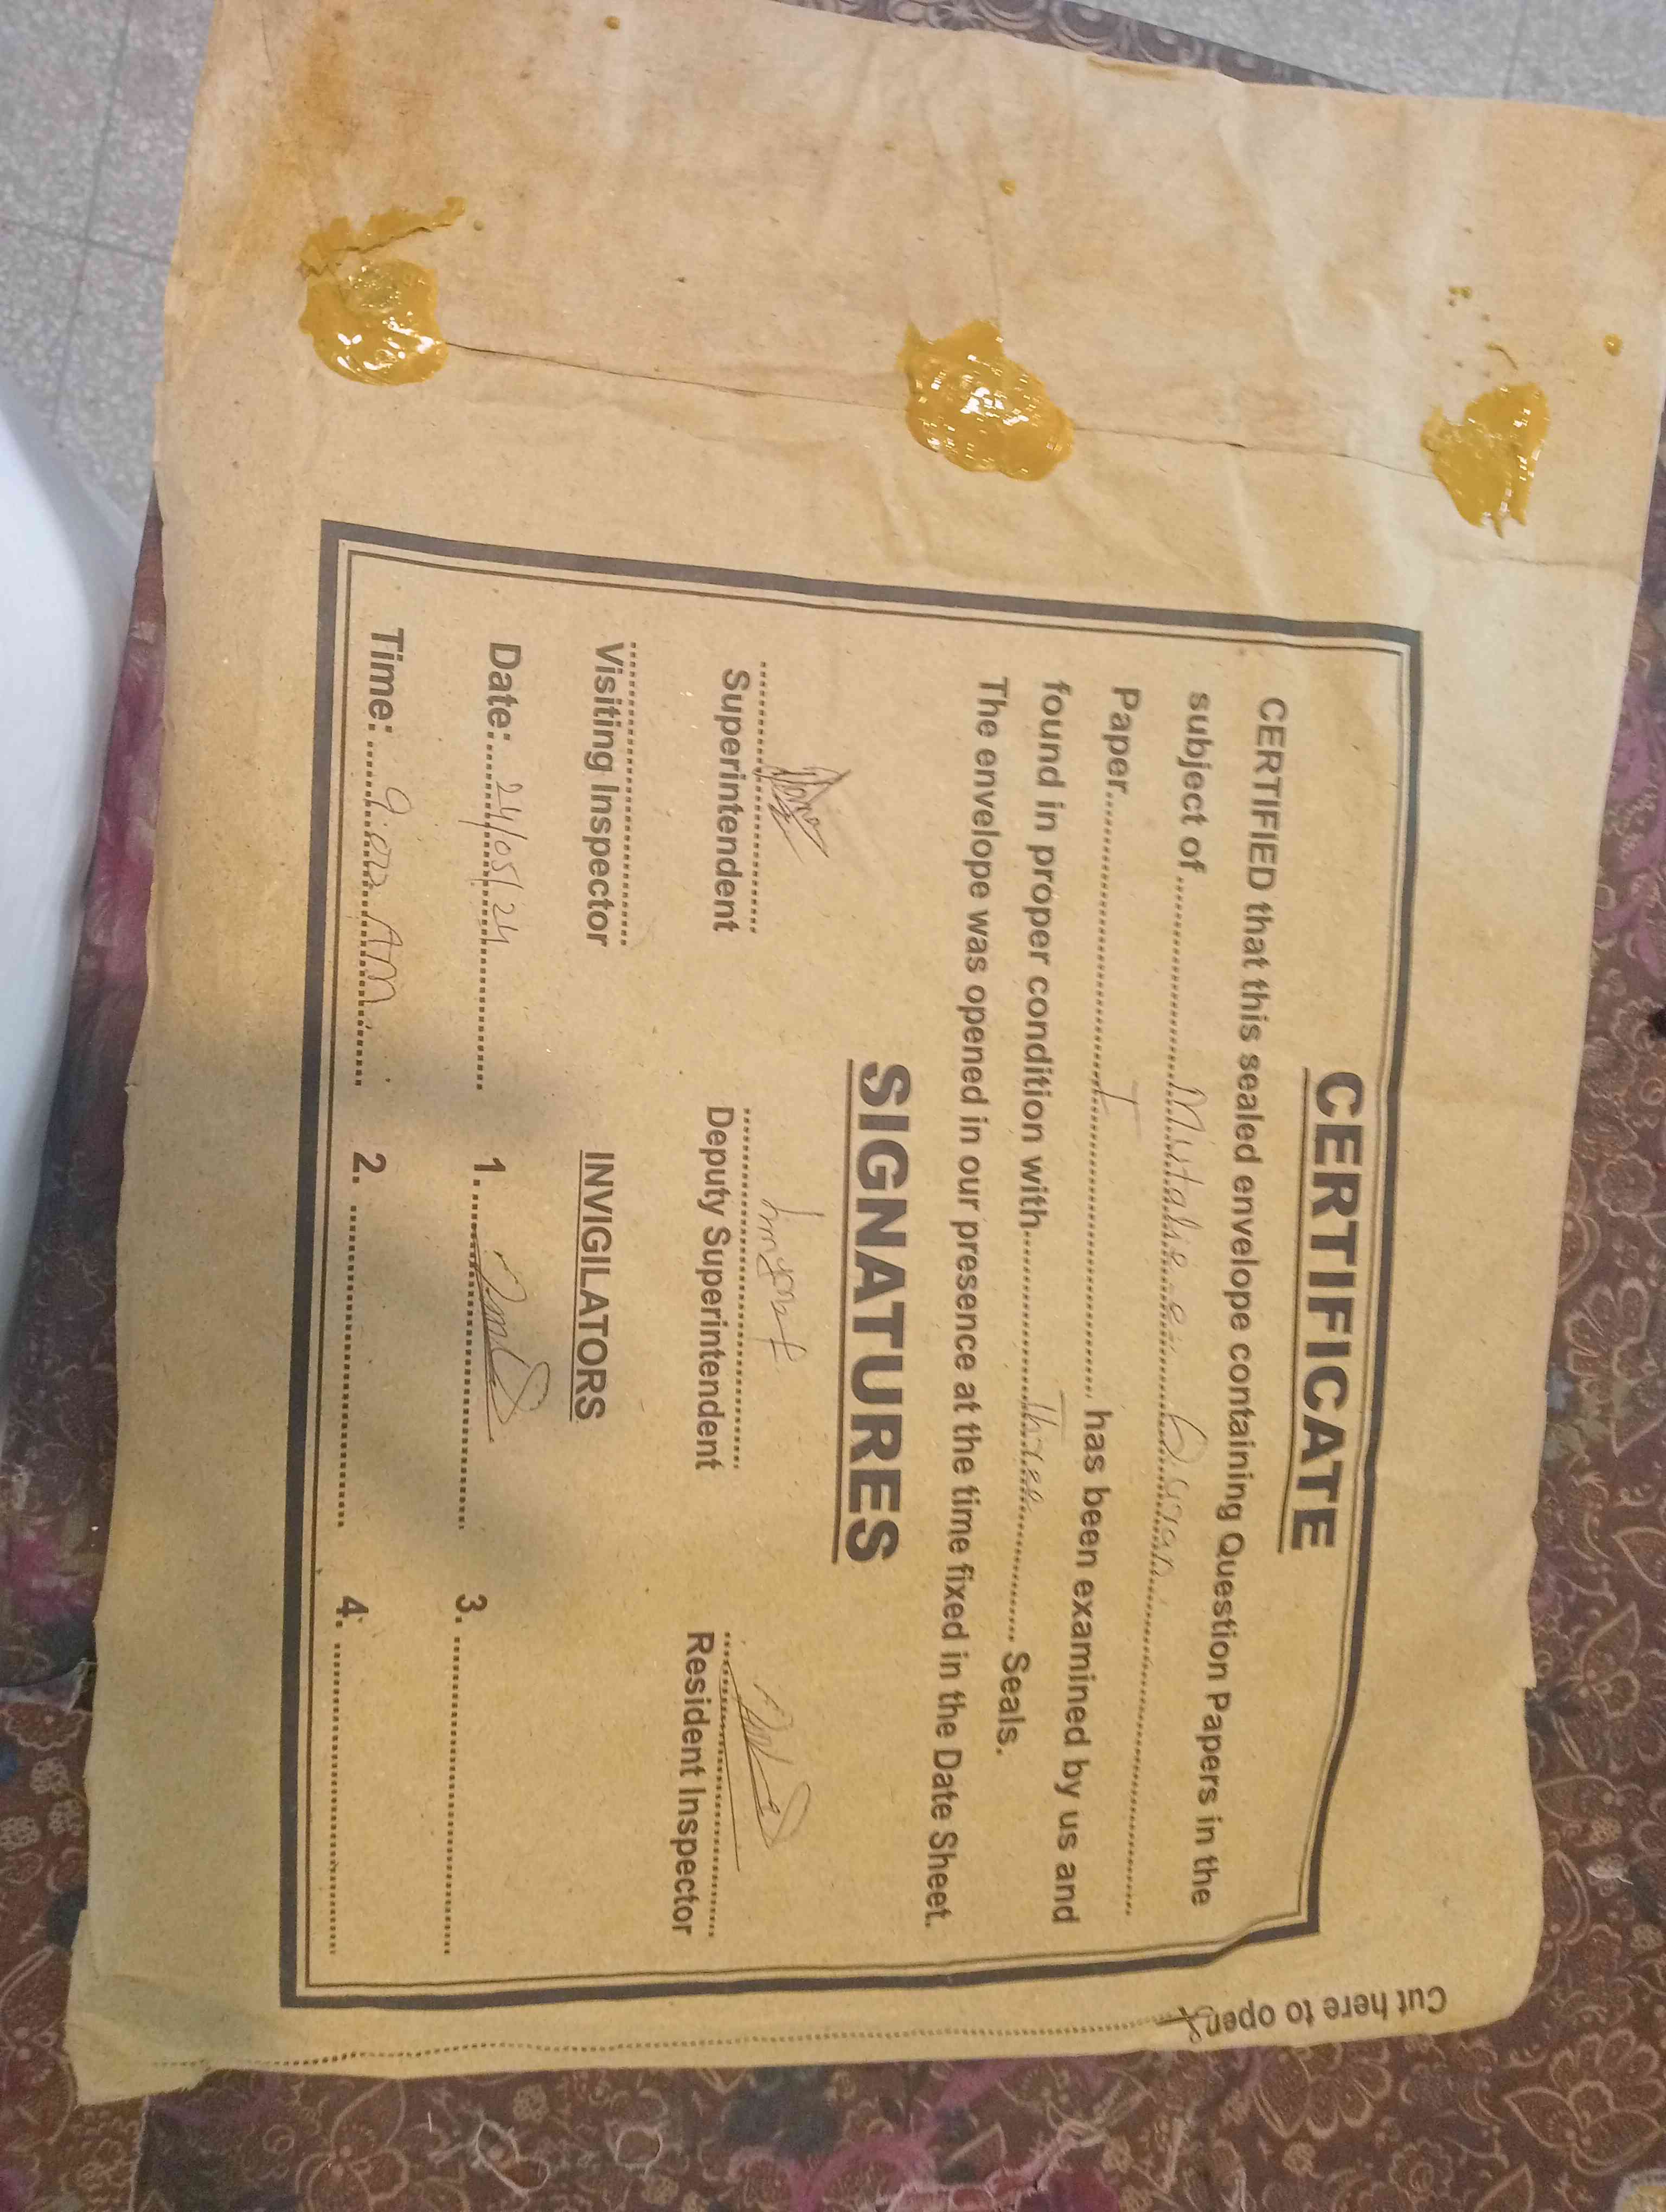 CERTIFICATE
CERTIFIED that this sealed envelope containing Question Papers in the
subject of .......... Mutalia-e- Quran ..........
Paper.......... I .......... has been examined by us and
found in proper condition with.......... Three .......... Seals.
The envelope was opened in our presence at the time fixed in the Date Sheet.
SIGNATURES
Superintendent Deputy Superintendent Resident Inspector
Visiting Inspector INVIGILATORS
Date:.......... 24/05/24 .......... 1. .......... 3. ..........
Time: .......... 9:00 AM .......... 2. .......... 4. ..........
Cut here to open